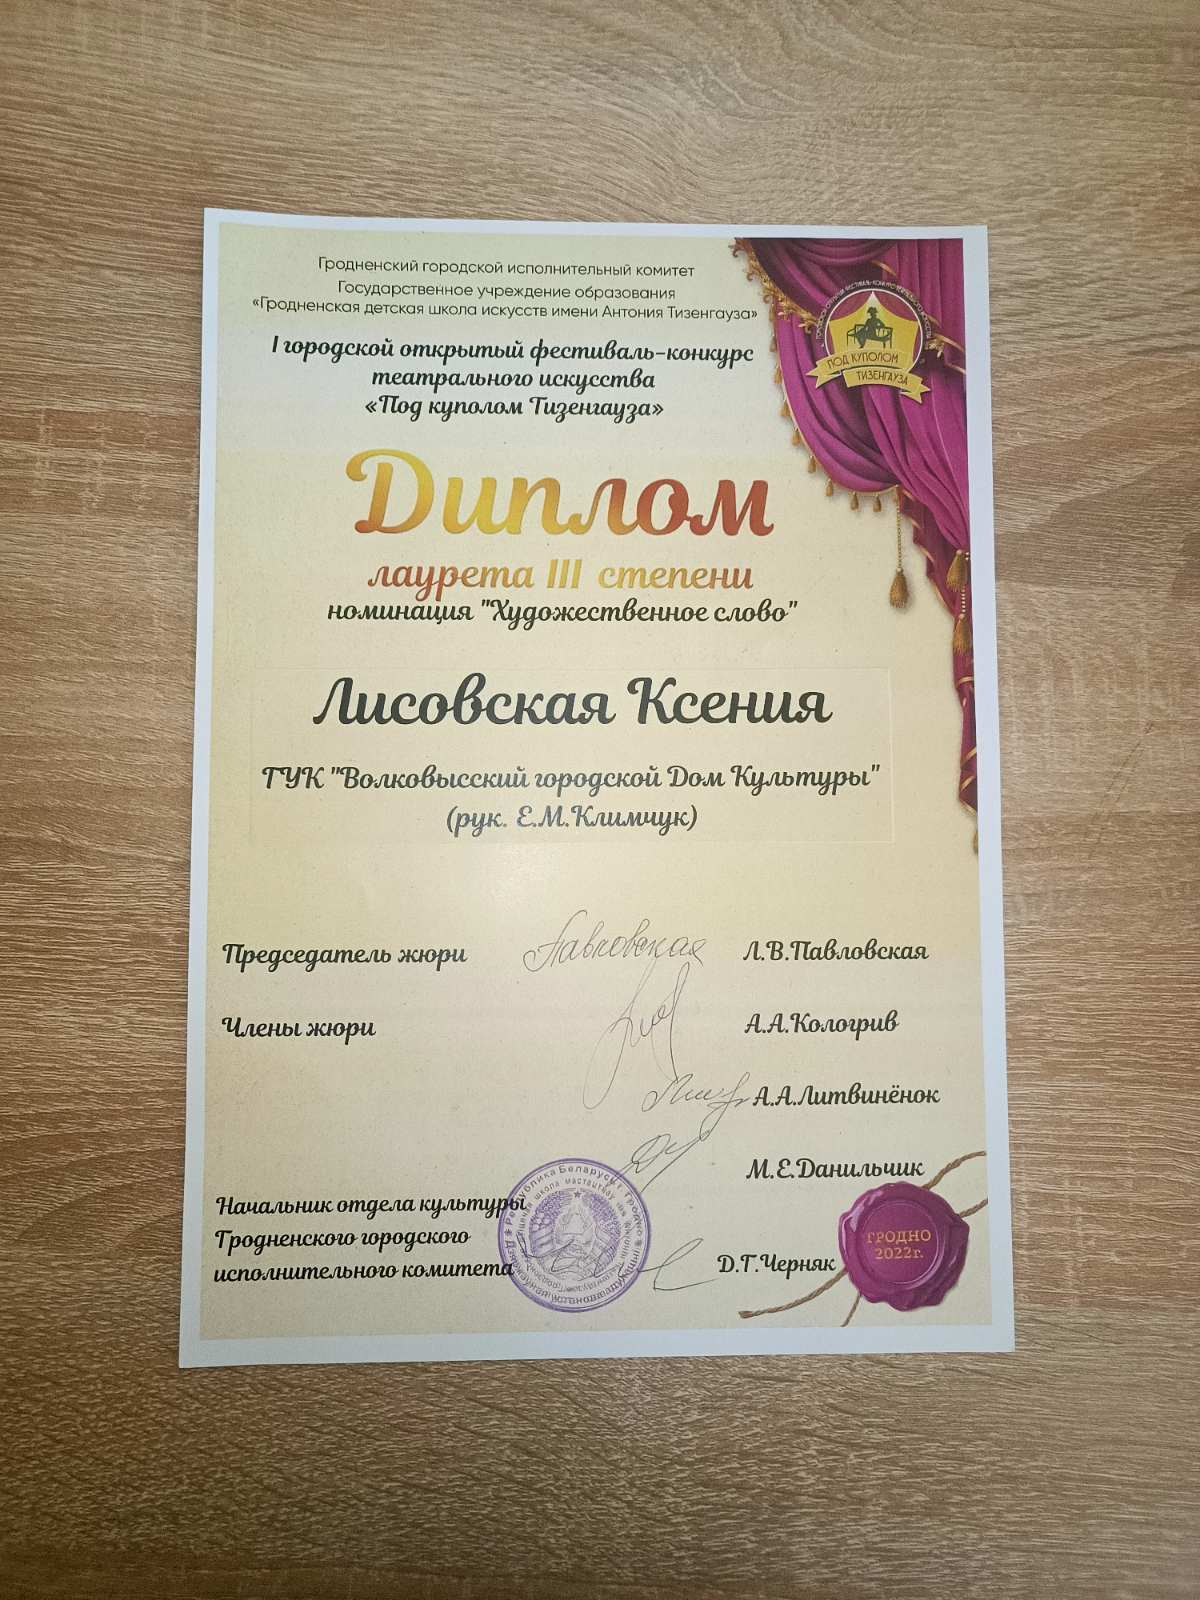 Гродненский городской исполнительный комитет
Государственное учреждение образования
«Гродненская детская школа искусств имени Антония Тизенгауза»
I городской открытый фестиваль-конкурс
театрального искусства
«Под куполом Тизенгауза»
ПОД КУПОЛОМ
ТИЗЕНГАУЗА
Диплом
лауреата III степени
номинация "Художественное слово"
Лисовская Ксения
ГУК "Волковысский городской Дом Культуры"
(рук. Е.М.Климчук)
Председатель жюри Павловская Л.В.Павловская
Члены жюри А.А.Кологрив
А.А.Литвинёнок
М.Е.Данильчик
Начальник отдела культуры
Гродненского городского
исполнительного комитета Д.Г.Черняк
Рэспубліка Беларусь г. Гродно
ГРОДНО
2022г.